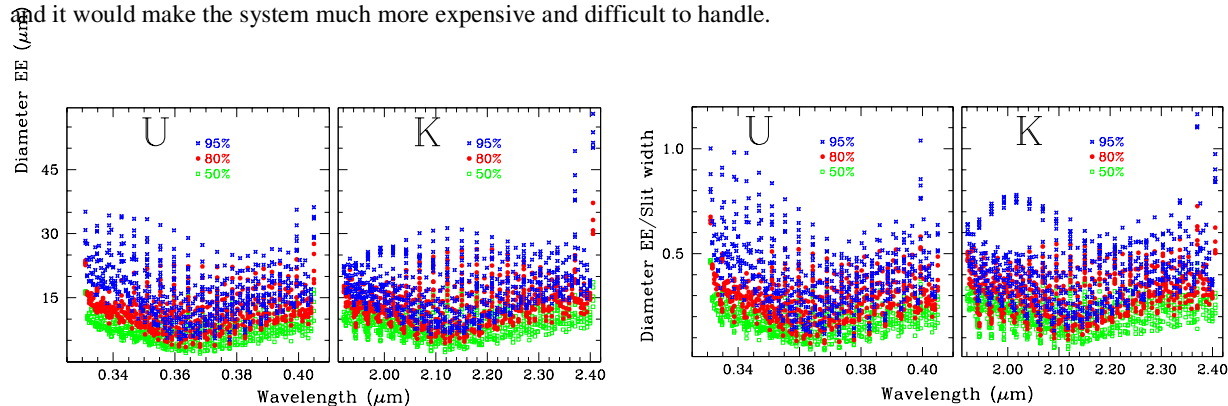 and it would make the system much more expensive and difficult to handle.
Diameter EE (μm)
45
30
15
U
95%
80%
50%
K
95%
80%
50%
0.34 0.36 0.38 0.40
2.00 2.10 2.20 2.30 2.40
Wavelength (μm)
Diameter EE/Slit width
1.0
0.5
U
95%
80%
50%
K
95%
80%
50%
0.34 0.36 0.38 0.40
2.00 2.10 2.20 2.30 2.40
Wavelength (μm)